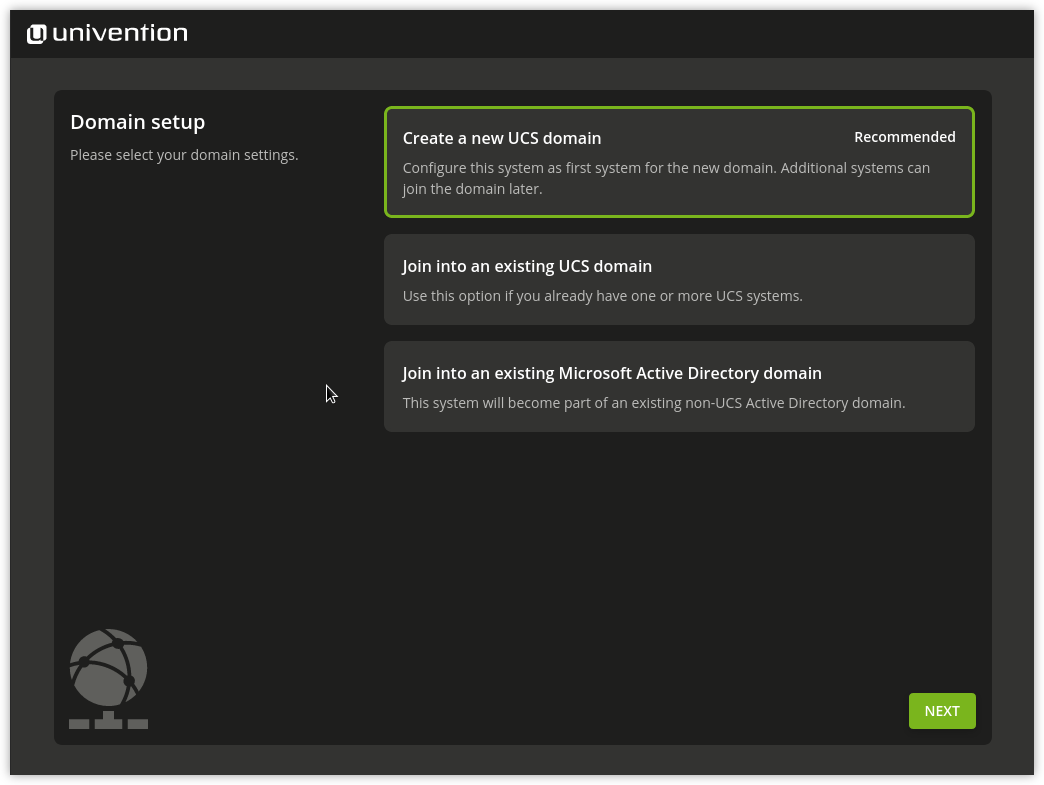 univention
Domain setup
Please select your domain settings.
Create a new UCS domain
Recommended
Configure this system as first system for the new domain. Additional systems can
join the domain later.
Join into an existing UCS domain
Use this option if you already have one or more UCS systems.
Join into an existing Microsoft Active Directory domain
This system will become part of an existing non-UCS Active Directory domain.
NEXT